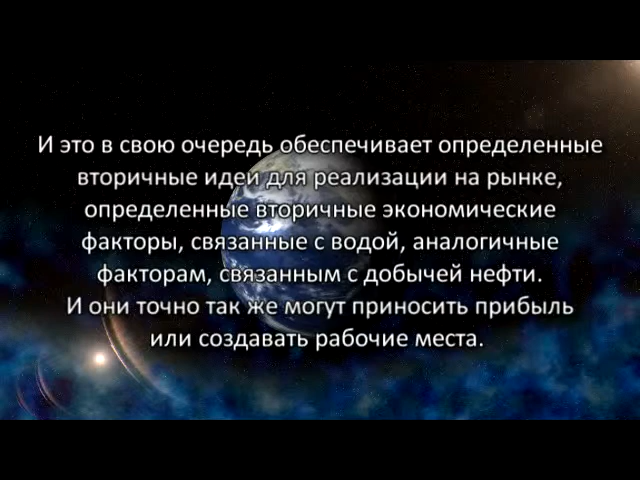 И это в свою очередь обеспечивает определенные
вторичные идеи для реализации на рынке,
определенные вторичные экономические
факторы, связанные с водой, аналогичные
факторам, связанным с добычей нефти.
И они точно так же могут приносить прибыль
или создавать рабочие места.